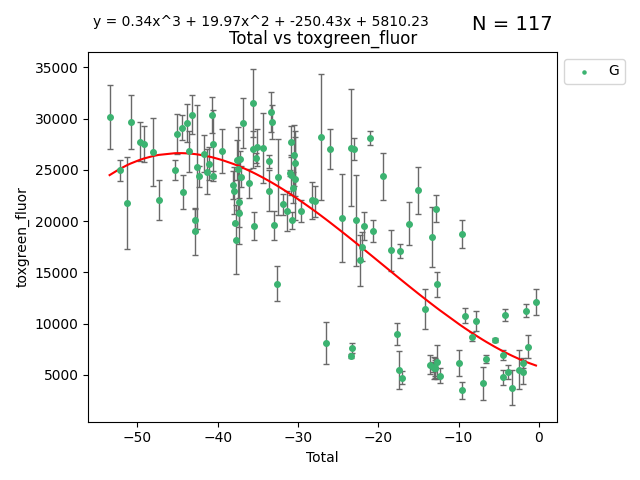 y = 0.34x^3 + 19.97x^2 + -250.43x + 5810.23
N = 117
Total vs toxgreen_fluor
G
35000
30000
25000
20000
15000
10000
5000
toxgreen_fluor
−50
−40
−30
−20
−10
0
Total